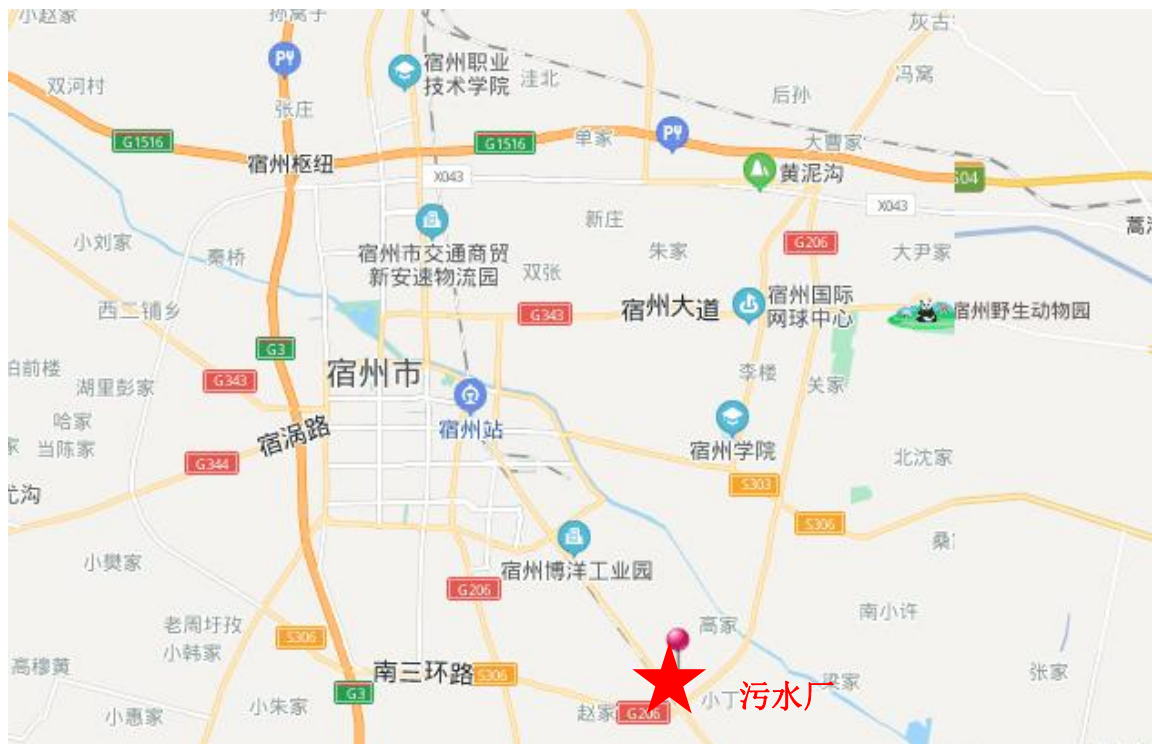 小赵家
孙窝子
灰古
宿州职业
技术学院
洼北
冯窝
双河村
张庄
后孙
G1516
G1516
单家
大曹家
宿州枢纽
X043
黄泥沟
S04
X043
新庄
蒿
小刘家
秦桥
宿州市交通商贸
新安速物流园
双张
朱家
G206
大尹家
西二铺乡
G343
宿州大道
宿州国际
网球中心
宿州野生动物园
G3
宿州市
李楼
关家
柏前楼
湖里彭家
G343
哈家
当陈家
宿涡路
宿州站
宿州学院
G344
北沈家
尤沟
S303
S306
桑
小樊家
宿州博洋工业园
G206
南小许
老周圩孜
小韩家
S306
高家
高穆黄
南三环路
S306
梁家
张家
G3
小丁
污水厂
小惠家
小朱家
赵家
G206